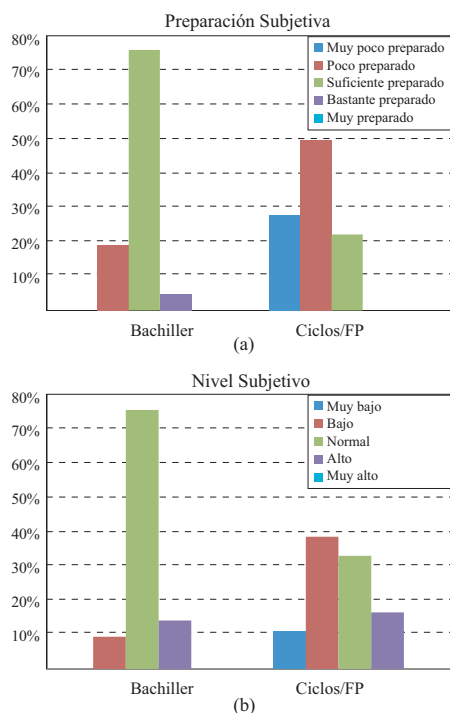 Preparación Subjetiva
80%
70%
60%
50%
40%
30%
20%
10%
Muy poco preparado
Poco preparado
Suficiente preparado
Bastante preparado
Muy preparado
Bachiller
Ciclos/FP
(a)
Nivel Subjetivo
80%
70%
60%
50%
40%
30%
20%
10%
Muy bajo
Bajo
Normal
Alto
Muy alto
Bachiller
Ciclos/FP
(b)